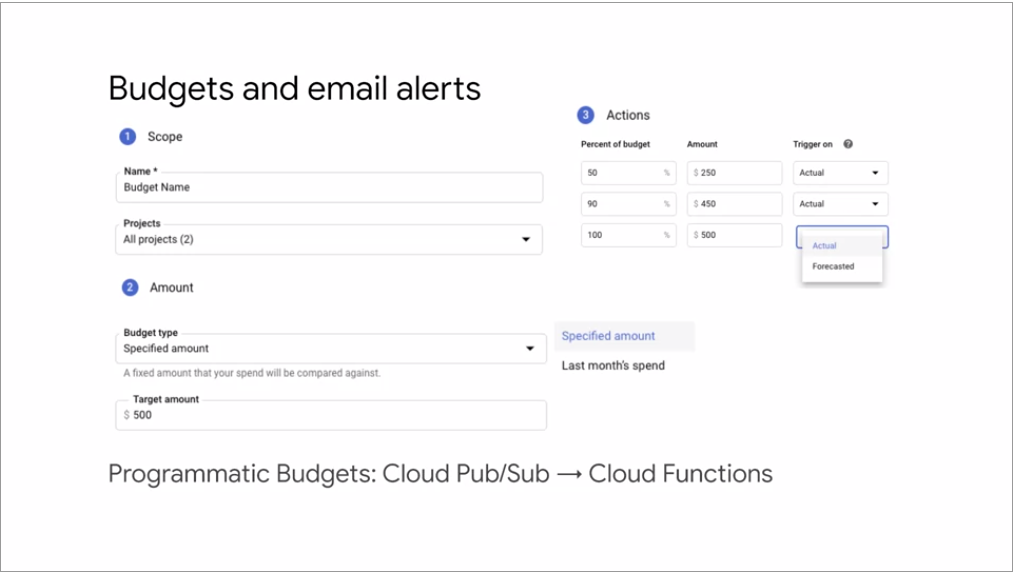 Budgets and email alerts
1 Scope
Name *
Budget Name
Projects
All projects (2)
2 Amount
Budget type
Specified amount
A fixed amount that your spend will be compared against.
Target amount
$ 500
Specified amount
Last month's spend
3 Actions
Percent of budget Amount Trigger on ?
50 % $ 250 Actual
90 % $ 450 Actual
100 % $ 500
Actual
Forecasted
Programmatic Budgets: Cloud Pub/Sub → Cloud Functions